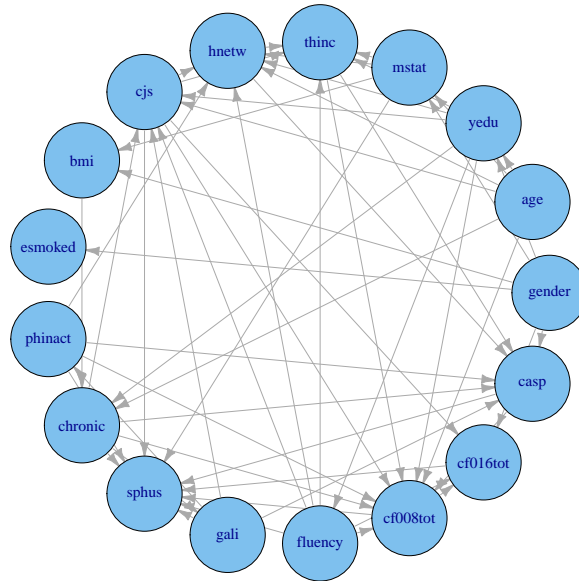 thinc
hnetw
mstat
cjs
yedu
bmi
age
esmoked
gender
phinact
casp
chronic
cf016tot
sphus
cf008tot
gali
fluency